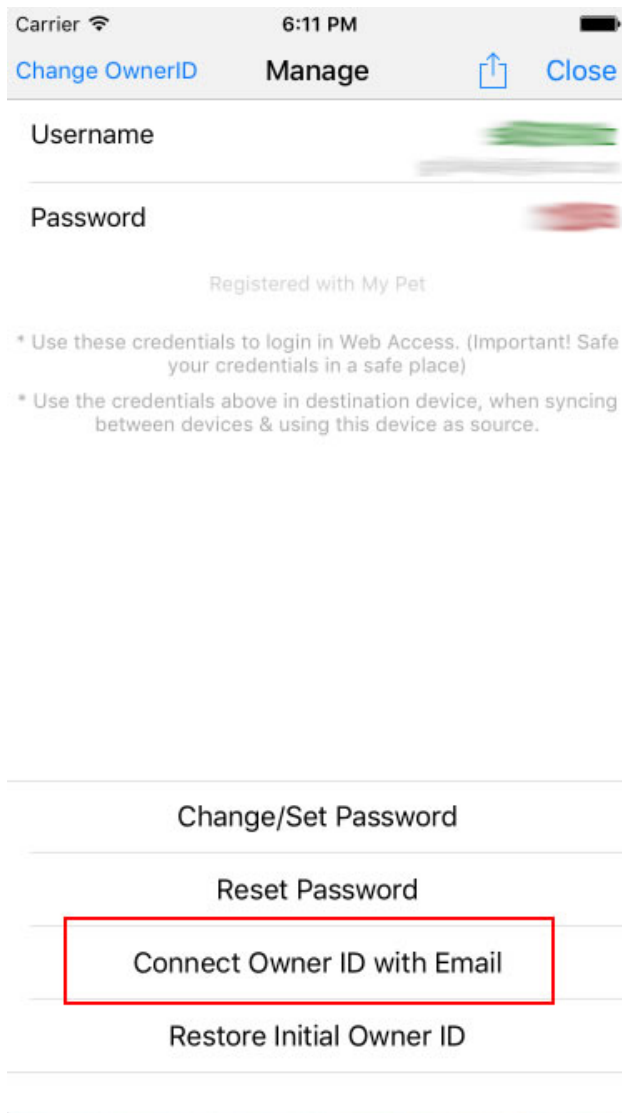 Carrier 6:11 PM
Change OwnerID Manage Close
Username
Password
Registered with My Pet
* Use these credentials to login in Web Access. (Important! Safe
your credentials in a safe place)
* Use the credentials above in destination device, when syncing
between devices & using this device as source.
Change/Set Password
Reset Password
Connect Owner ID with Email
Restore Initial Owner ID